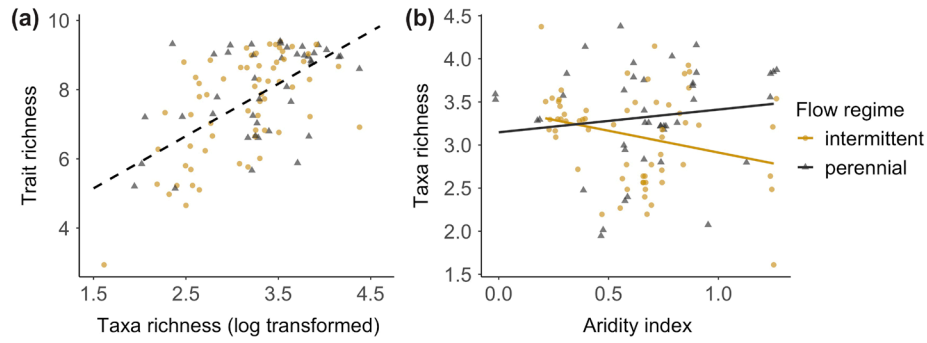 (a)
10
8
6
4
Trait richness
1.5 2.5 3.5 4.5
Taxa richness (log transformed)
(b)
4.5
4.0
3.5
3.0
2.5
2.0
1.5
Taxa richness
0.0 0.5 1.0
Aridity index
Flow regime
intermittent
perennial